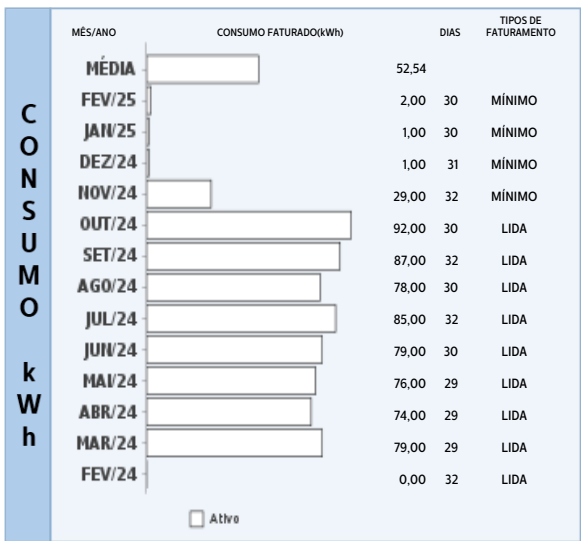 MÊS/ANO CONSUMO FATURADO(kWh) DIAS TIPOS DE FATURAMENTO
MÉDIA 52,54
FEV/25 2,00 30 MÍNIMO
JAN/25 1,00 30 MÍNIMO
DEZ/24 1,00 31 MÍNIMO
NOV/24 29,00 32 MÍNIMO
OUT/24 92,00 30 LIDA
SET/24 87,00 32 LIDA
AGO/24 78,00 30 LIDA
JUL/24 85,00 32 LIDA
JUN/24 79,00 30 LIDA
MAI/24 76,00 29 LIDA
ABR/24 74,00 29 LIDA
MAR/24 79,00 29 LIDA
FEV/24 0,00 32 LIDA
Ativo
CONSUMO kWh